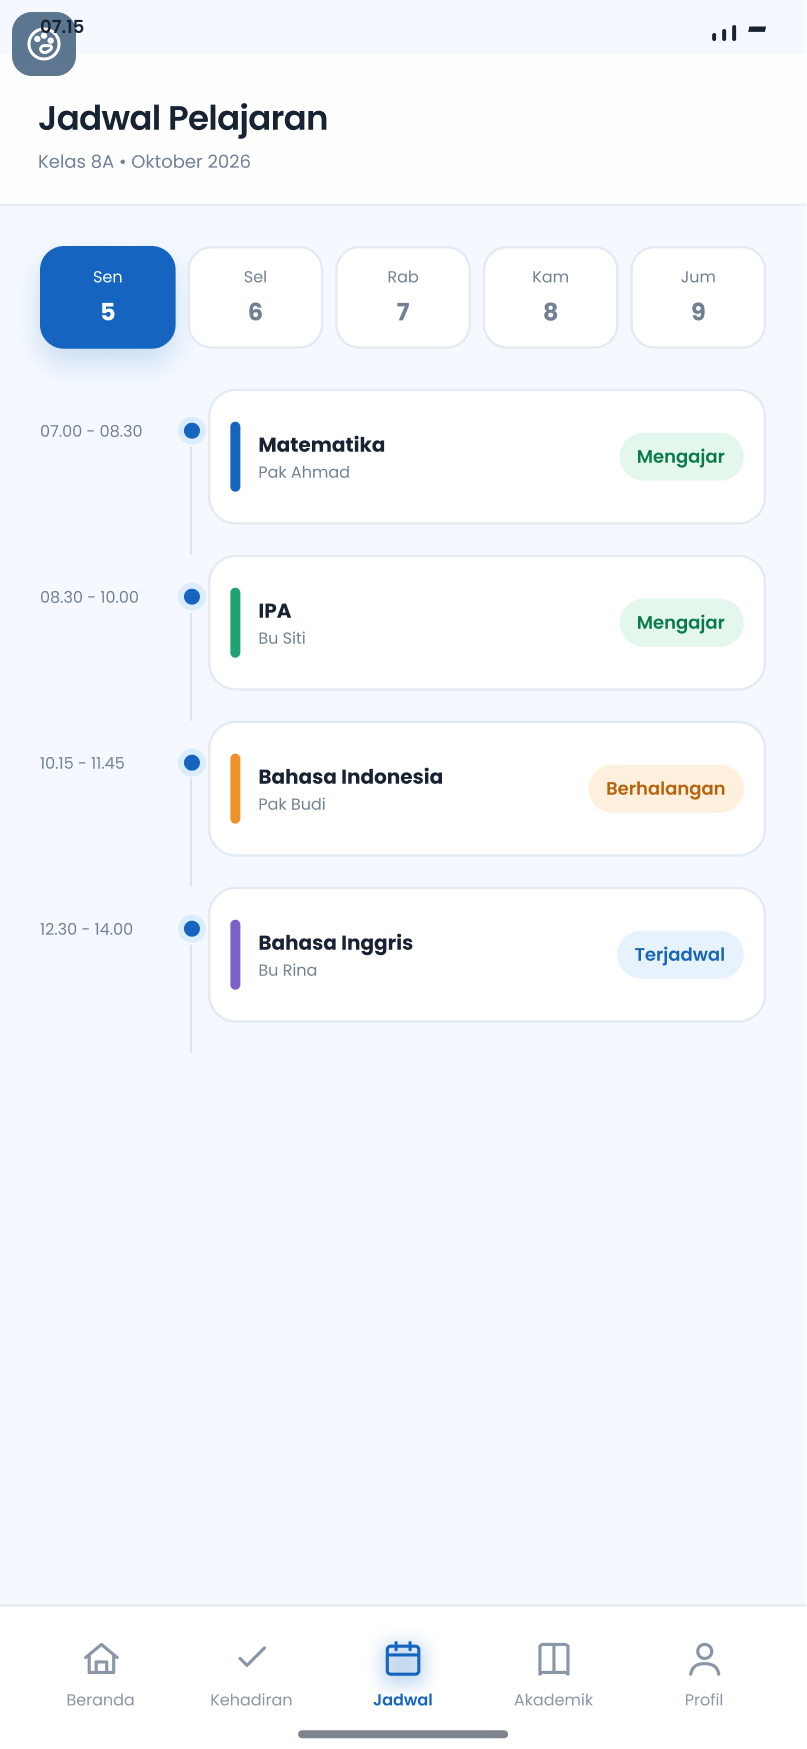 07.15
Jadwal Pelajaran
Kelas 8A • Oktober 2026
Sen
5
Sel
6
Rab
7
Kam
8
Jum
9
07.00 - 08.30
Matematika
Pak Ahmad
Mengajar
08.30 - 10.00
IPA
Bu Siti
Mengajar
10.15 - 11.45
Bahasa Indonesia
Pak Budi
Berhalangan
12.30 - 14.00
Bahasa Inggris
Bu Rina
Terjadwal
Beranda
Kehadiran
Jadwal
Akademik
Profil